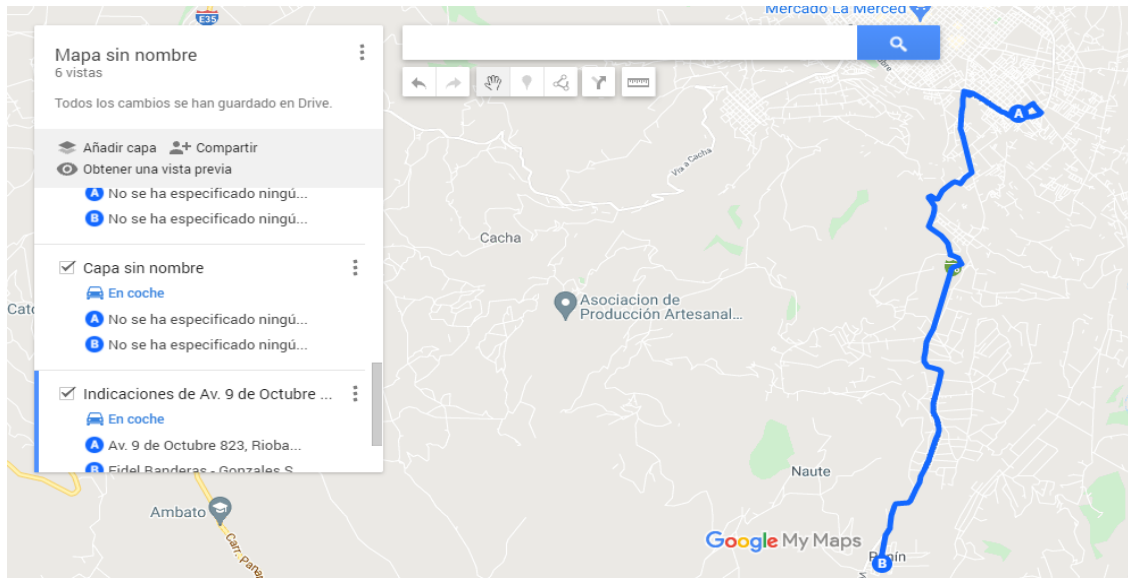 Mercado La Merced
E35
Mapa sin nombre
6 vistas
Todos los cambios se han guardado en Drive.
Añadir capa Compartir
Obtener una vista previa
A No se ha especificado ningú...
B No se ha especificado ningú...
Capa sin nombre
En coche
A No se ha especificado ningú...
B No se ha especificado ningú...
Indicaciones de Av. 9 de Octubre ...
En coche
A Av. 9 de Octubre 823, Rioba...
B Fidel Banderas - Gonzales S
A
Vía a Cacha
Cacha
Asociacion de
Producción Artesanal...
Naute
Ambato
Carr. Pana
Google My Maps
B